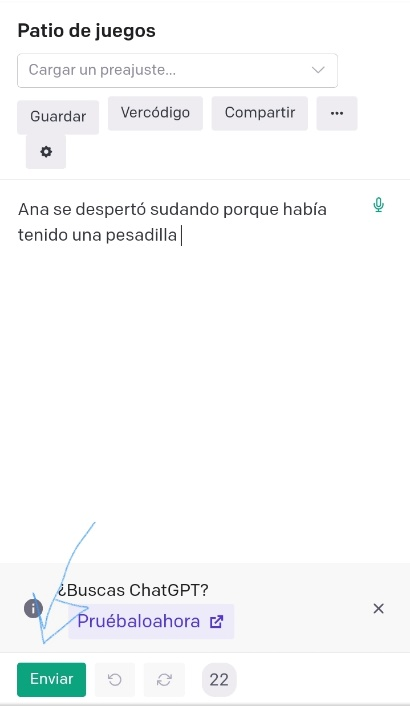 Patio de juegos
Cargar un preajuste...
Guardar
Vercódigo
Compartir
...
Ana se despertó sudando porque había
tenido una pesadilla
¿Buscas ChatGPT?
Pruébaloahora
Enviar
22